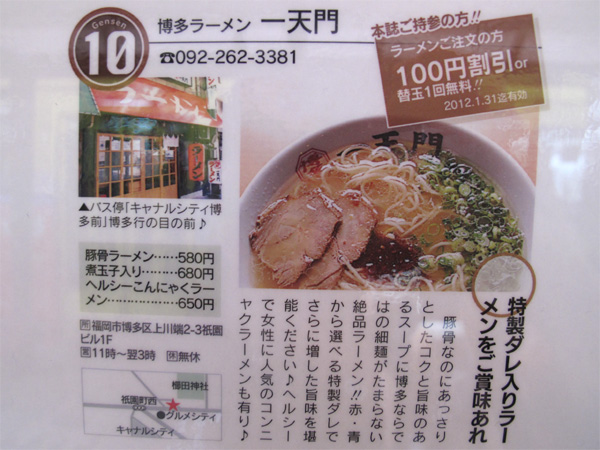 Gensen
10
博多ラーメン 一天門
☎092-262-3381
本誌ご持参の方!!
ラーメンご注文の方
100円割引or
替玉1回無料!!
2012.1.31迄有効
ラーメン
天門
▲バス停「キャナルシティ博
多前」博多行の目の前♪
豚骨ラーメン……580円
煮玉子入り………680円
ヘルシーこんにゃくラー
メン………………650円
所福岡市博多区上川端2-3祇園
ビル1F
営11時〜翌3時 休無休
櫛田神社
祇園町西
グルメシティ
キャナルシティ
特製ダレ入りラー
メンをご賞味あれ
豚骨なのにあっさり
としたコクと旨味のあ
るスープに博多ならで
はの細麺がたまらない
絶品ラーメン!!赤・青
から選べる特製ダレで
さらに増した旨味を堪
能ください♪ヘルシー
で女性に人気のコンニ
ャクラーメンも有り♪